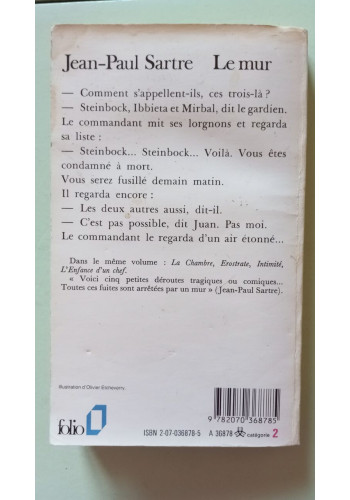 Jean-Paul Sartre Le mur
— Comment s'appellent-ils, ces trois-là ?
— Steinbock, Ibbieta et Mirbal, dit le gardien.
Le commandant mit ses lorgnons et regarda
sa liste :
— Steinbock... Steinbock... Voilà. Vous êtes
condamné à mort.
Vous serez fusillé demain matin.
Il regarda encore :
— Les deux autres aussi, dit-il.
— C'est pas possible, dit Juan. Pas moi.
Le commandant le regarda d'un air étonné...
Dans le même volume : La Chambre, Erostrate, Intimité,
L'Enfance d'un chef.
« Voici cinq petites déroutes tragiques ou comiques...
Toutes ces fuites sont arrêtées par un mur » (Jean-Paul Sartre).
Illustration d'Olivier Etcheverry.
folio
9 782070 368785
ISBN 2-07-036878-5 A 36878 catégorie 2